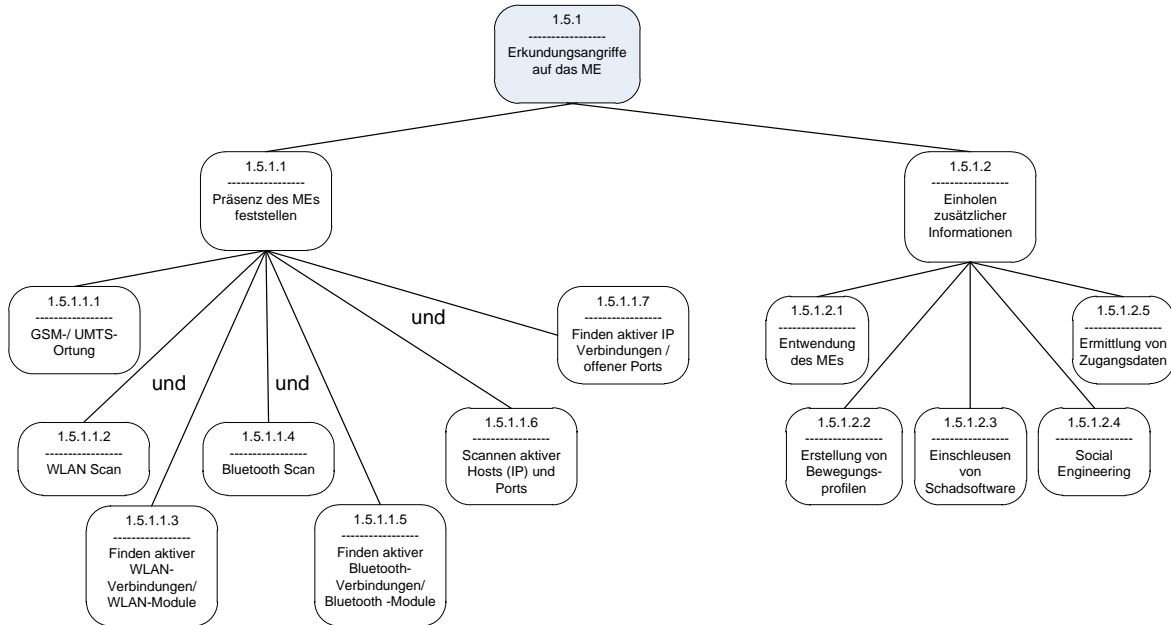 1.5.1
-----------------
Erkundungsangriffe
auf das ME
1.5.1.1
-----------------
Präsenz des MEs
feststellen
1.5.1.2
-----------------
Einholen
zusätzlicher
Informationen
1.5.1.1.1
-----------------
GSM-/ UMTS-
Ortung
und
1.5.1.1.7
-----------------
Finden aktiver IP
Verbindungen /
offener Ports
1.5.1.2.1
-----------------
Entwendung
des MEs
1.5.1.2.5
-----------------
Ermittlung von
Zugangsdaten
und
und
1.5.1.1.2
-----------------
WLAN Scan
1.5.1.1.4
-----------------
Bluetooth Scan
1.5.1.1.6
-----------------
Scannen aktiver
Hosts (IP) und
Ports
1.5.1.2.2
-----------------
Erstellung von
Bewegungs-
profilen
1.5.1.2.3
-----------------
Einschleusen
von
Schadsoftware
1.5.1.2.4
-----------------
Social
Engineering
1.5.1.1.3
-----------------
Finden aktiver
WLAN-
Verbindungen/
WLAN-Module
1.5.1.1.5
-----------------
Finden aktiver
Bluetooth-
Verbindungen/
Bluetooth -Module